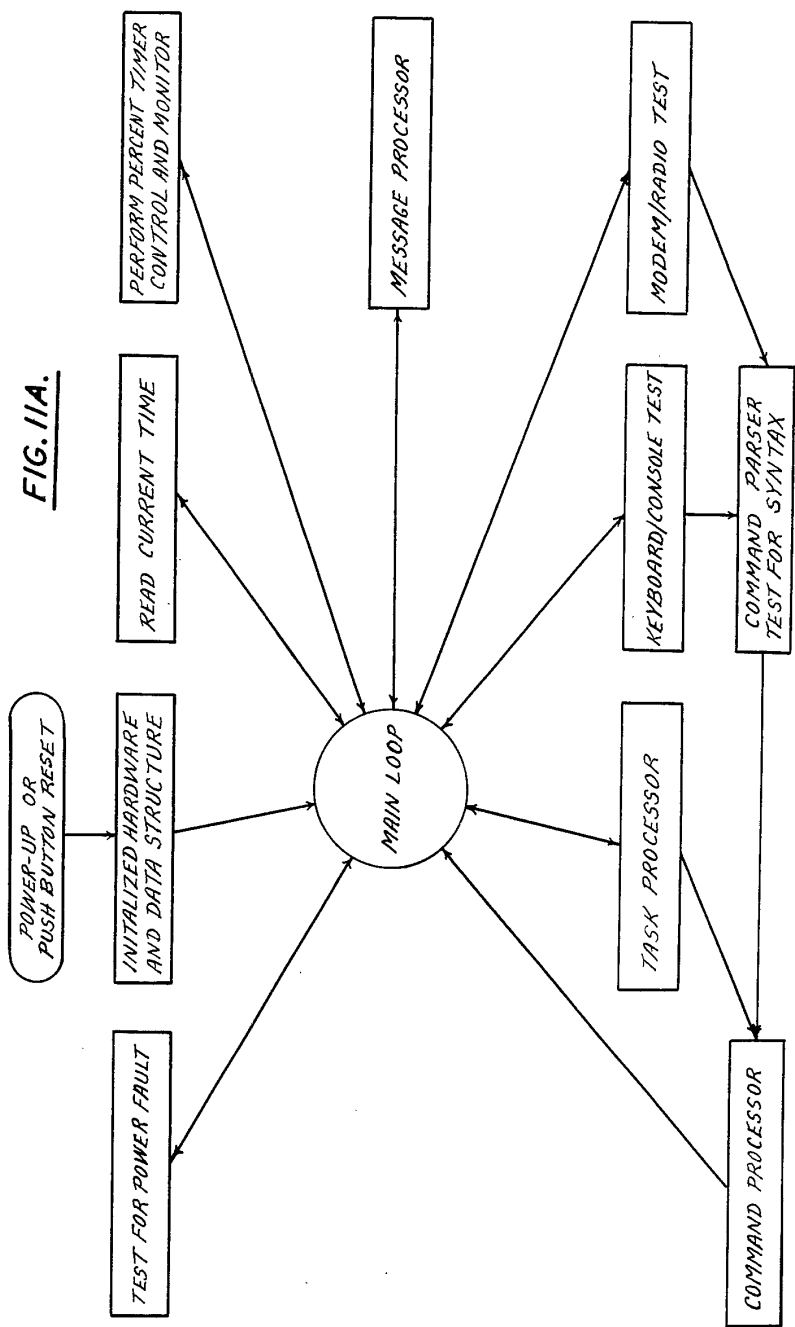 FIG. 11A.
POWER-UP OR
PUSH BUTTON RESET
TEST FOR POWER FAULT
INITALIZED HARDWARE
AND DATA STRUCTURE
READ CURRENT TIME
PERFORM PERCENT TIMER
CONTROL AND MONITOR
MAIN LOOP
MESSAGE PROCESSOR
TASK PROCESSOR
KEYBOARD/CONSOLE TEST
MODEM/RADIO TEST
COMMAND PROCESSOR
COMMAND PARSER
TEST FOR SYNTAX